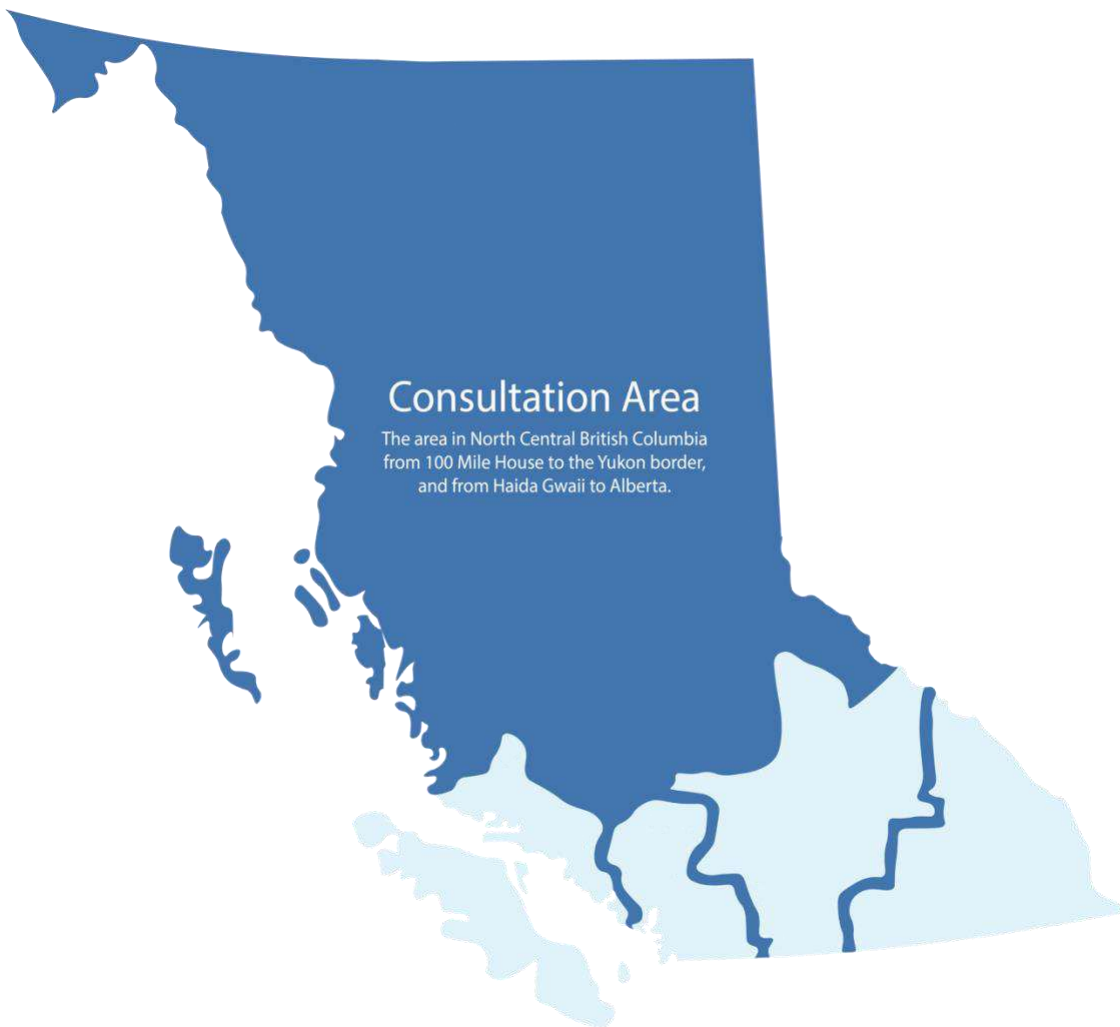 Consultation Area
The area in North Central British Columbia
from 100 Mile House to the Yukon border,
and from Haida Gwaii to Alberta.